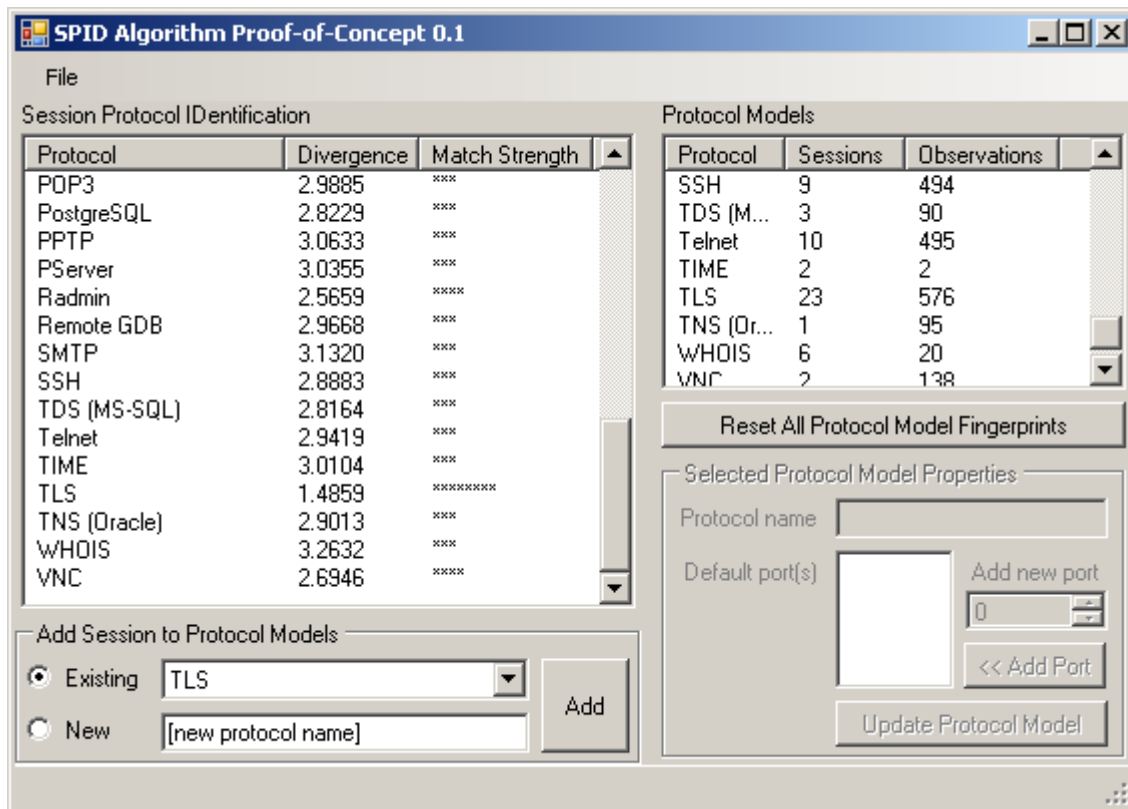 SPID Algorithm Proof-of-Concept 0.1
File
Session Protocol IDentification
Protocol Divergence Match Strength
POP3 2.9885 ***
PostgreSQL 2.8229 ***
PPTP 3.0633 ***
PServer 3.0355 ***
Radmin 2.5659 ****
Remote GDB 2.9668 ***
SMTP 3.1320 ***
SSH 2.8883 ***
TDS (MS-SQL) 2.8164 ***
Telnet 2.9419 ***
TIME 3.0104 ***
TLS 1.4859 ********
TNS (Oracle) 2.9013 ***
WHOIS 3.2632 ***
VNC 2.6946 ****
Add Session to Protocol Models
Existing TLS
New [new protocol name]
Add
Protocol Models
Protocol Sessions Observations
SSH 9 494
TDS (M... 3 90
Telnet 10 495
TIME 2 2
TLS 23 576
TNS (Or... 1 95
WHOIS 6 20
VNC 2 138
Reset All Protocol Model Fingerprints
Selected Protocol Model Properties
Protocol name
Default port(s)
Add new port
0
<< Add Port
Update Protocol Model